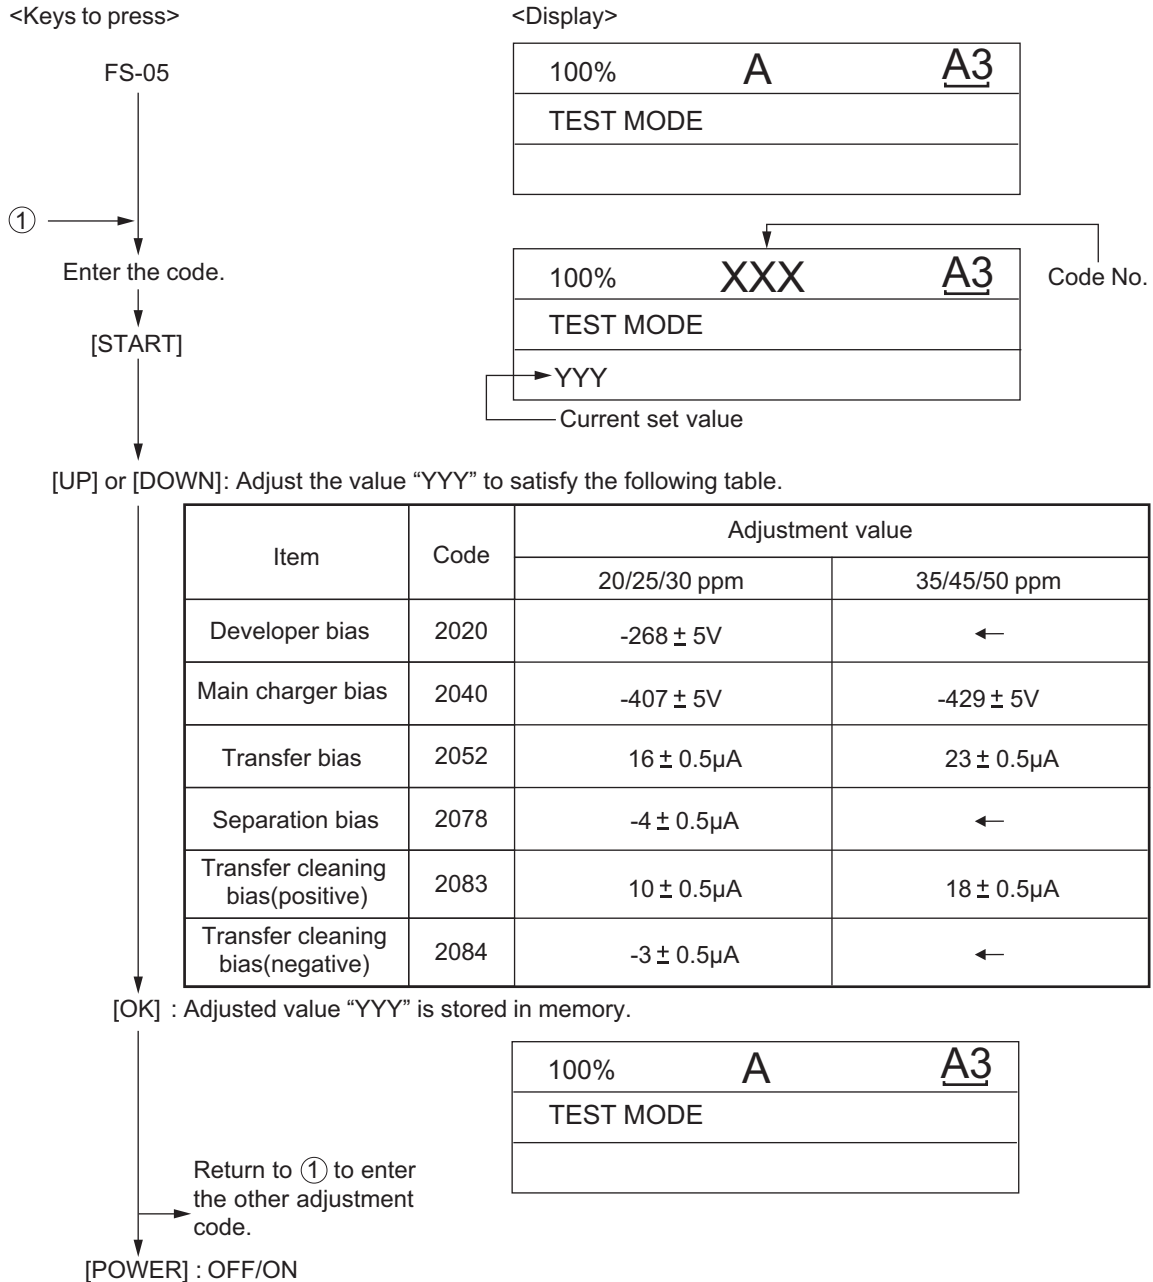 <Keys to press> <Display>
FS-05
100% A A3
TEST MODE
①
Enter the code.
100% XXX A3 Code No.
TEST MODE
[START]
YYY
Current set value
[UP] or [DOWN]: Adjust the value “YYY” to satisfy the following table.
Item Code Adjustment value
20/25/30 ppm 35/45/50 ppm
Developer bias 2020 -268 ± 5V ←
Main charger bias 2040 -407 ± 5V -429 ± 5V
Transfer bias 2052 16 ± 0.5µA 23 ± 0.5µA
Separation bias 2078 -4 ± 0.5µA ←
Transfer cleaning
bias(positive) 2083 10 ± 0.5µA 18 ± 0.5µA
Transfer cleaning
bias(negative) 2084 -3 ± 0.5µA ←
[OK] : Adjusted value “YYY” is stored in memory.
100% A A3
TEST MODE
Return to ① to enter
the other adjustment
code.
[POWER] : OFF/ON